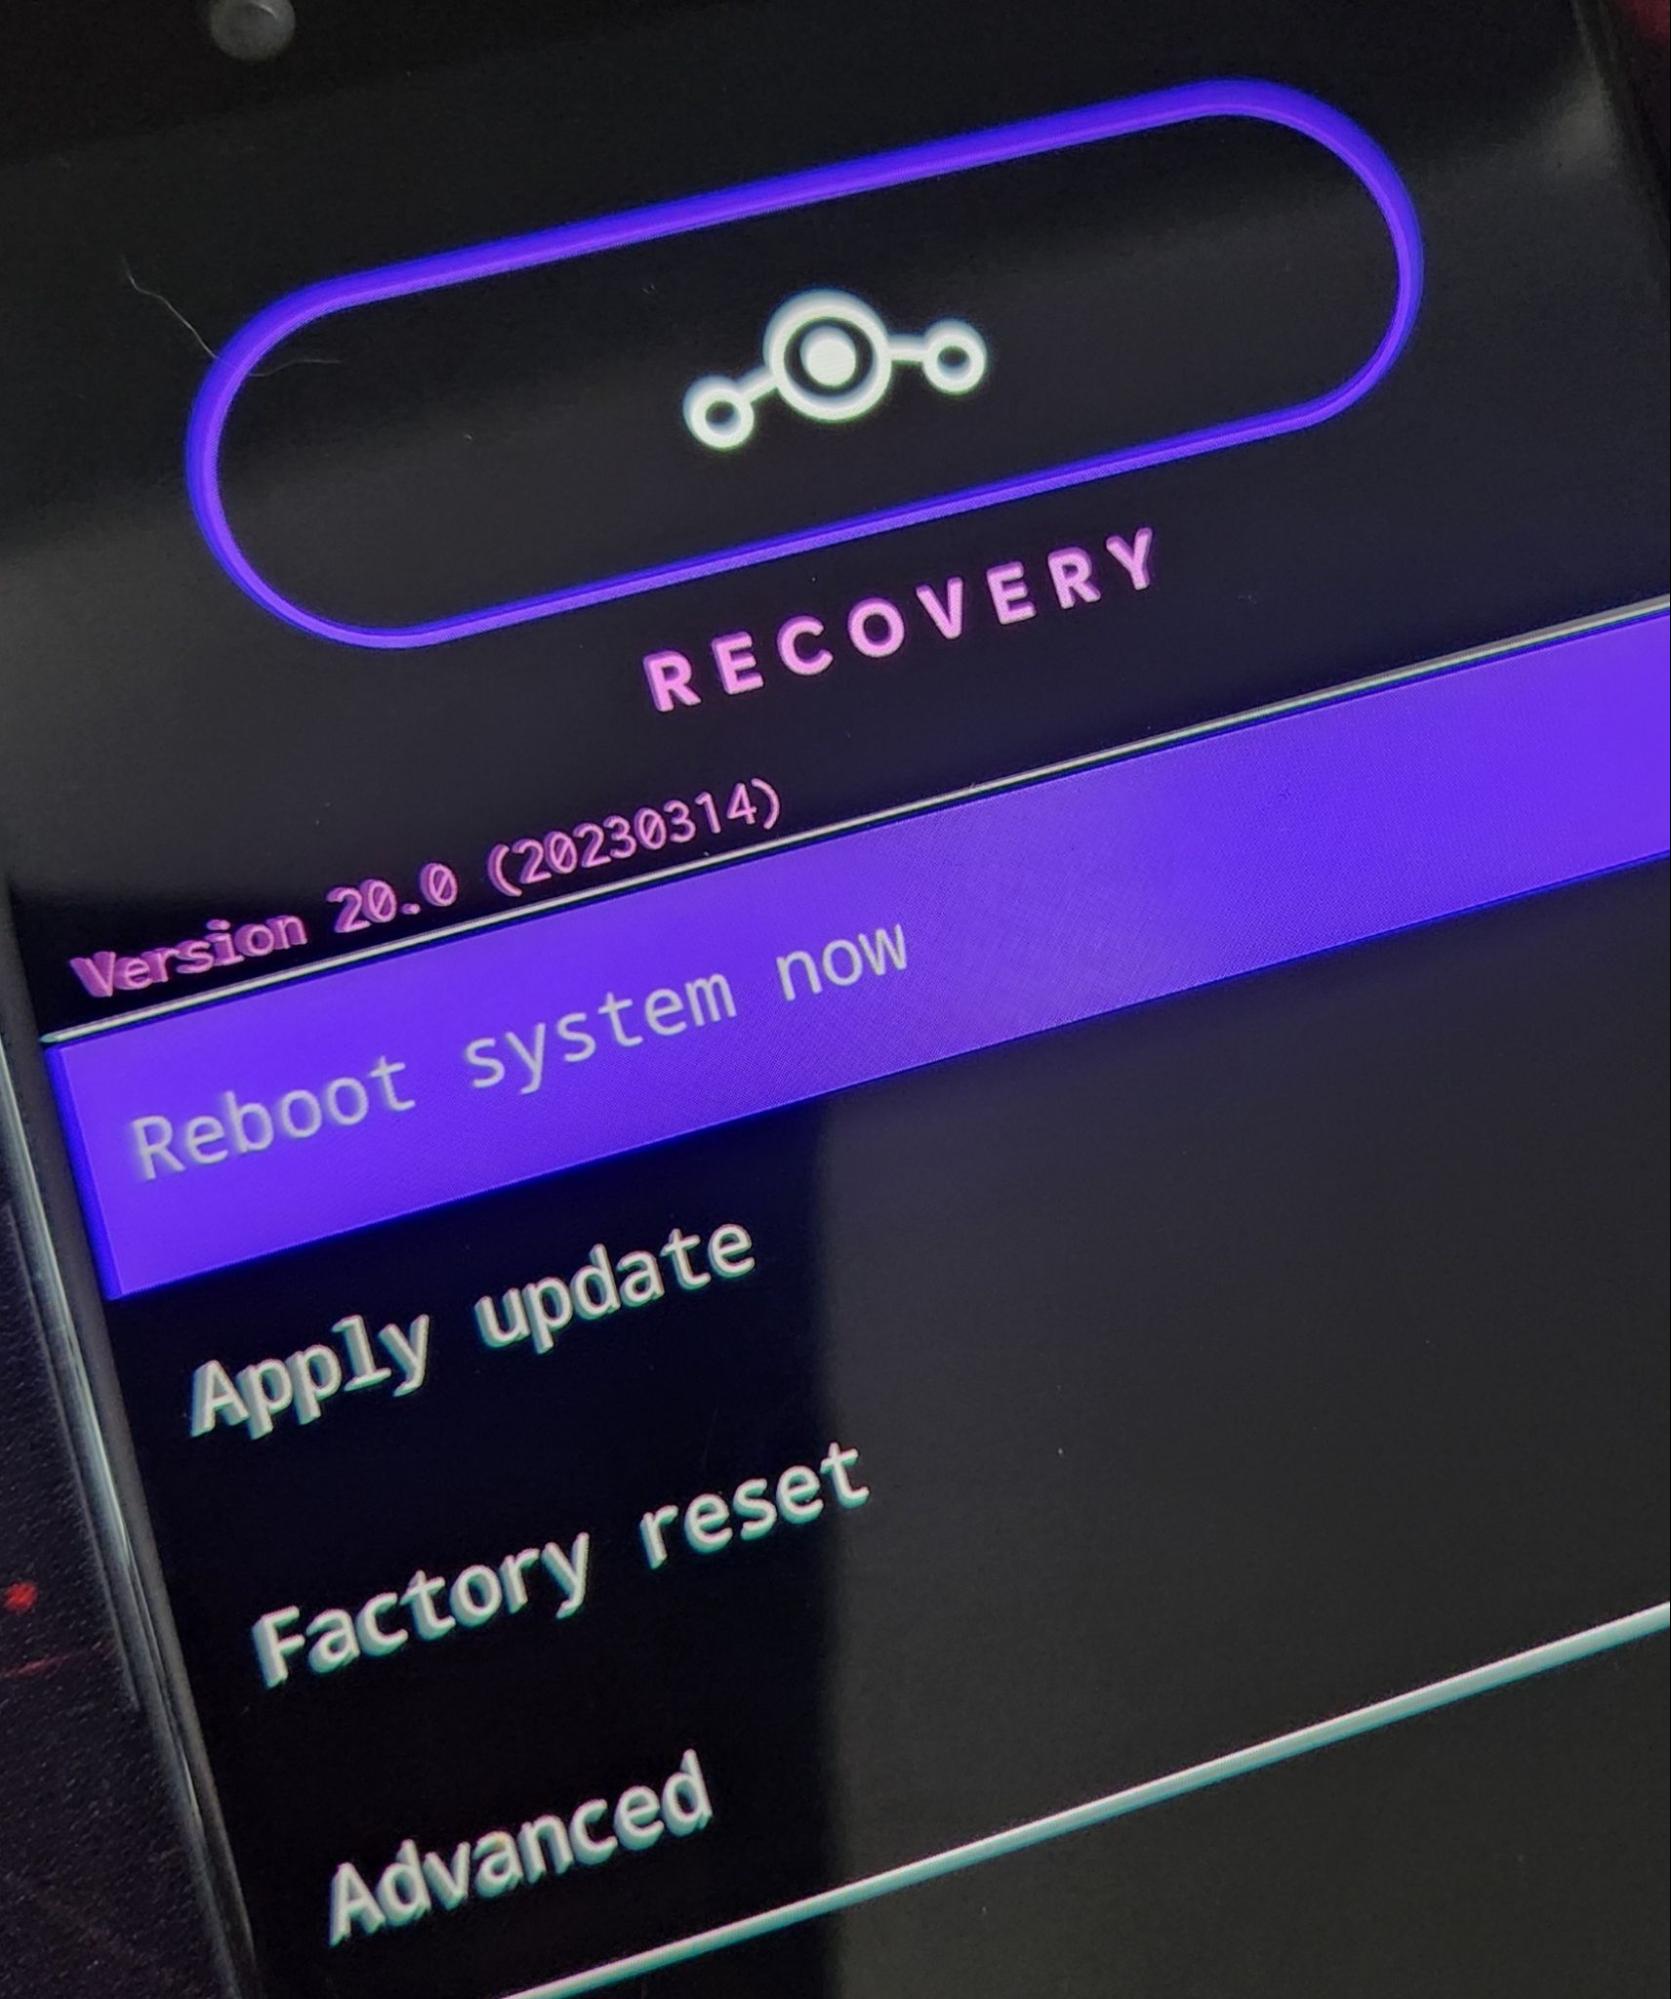 RECOVERY
Version 20.0 (20230314)
Reboot system now
Apply update
Factory reset
Advanced